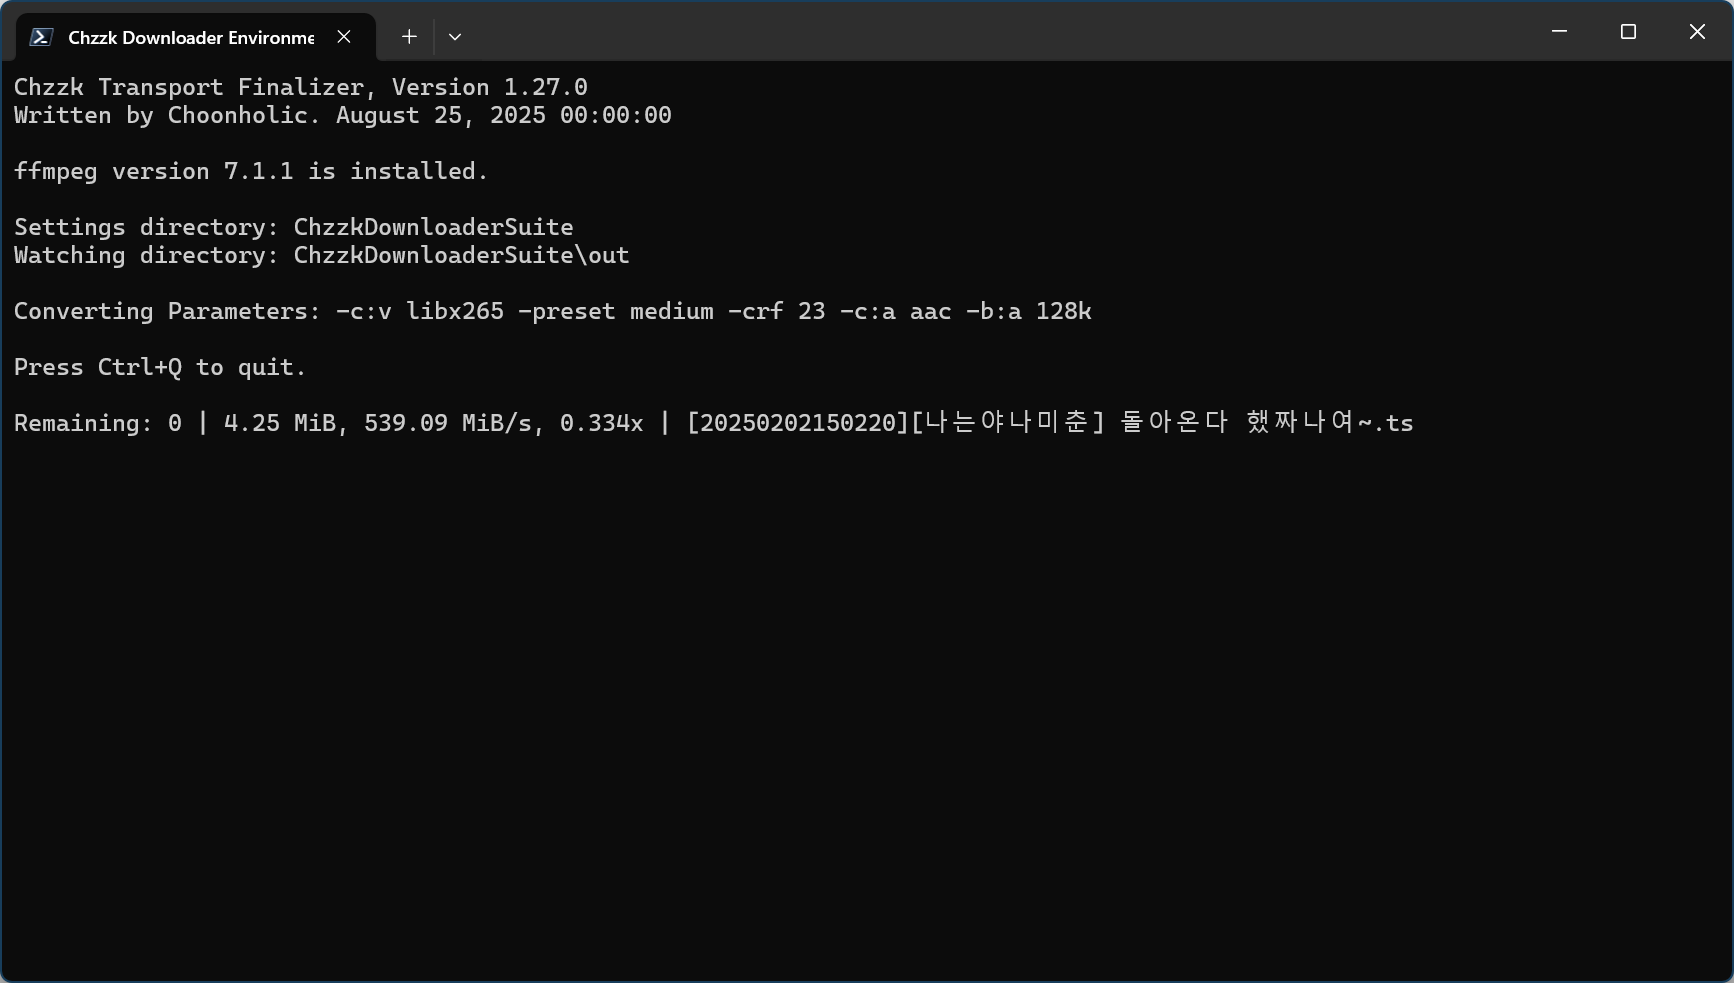 Chzzk Downloader Environme
Chzzk Transport Finalizer, Version 1.27.0
Written by Choonholic. August 25, 2025 00:00:00
ffmpeg version 7.1.1 is installed.
Settings directory: ChzzkDownloaderSuite
Watching directory: ChzzkDownloaderSuite\out
Converting Parameters: -c:v libx265 -preset medium -crf 23 -c:a aac -b:a 128k
Press Ctrl+Q to quit.
Remaining: 0 | 4.25 MiB, 539.09 MiB/s, 0.334x | [20250202150220][나는야나미춘] 돌아온다 했짜나여~.ts